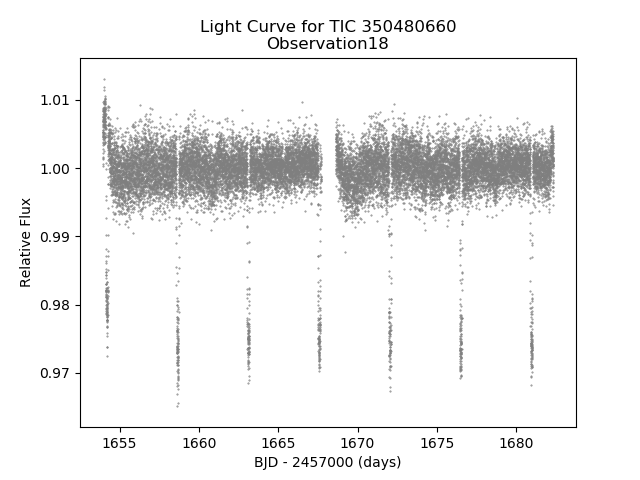 Light Curve for TIC 350480660
Observation18
1.01
1.00
0.99
0.98
0.97
Relative Flux
1655
1660
1665
1670
1675
1680
BJD - 2457000 (days)